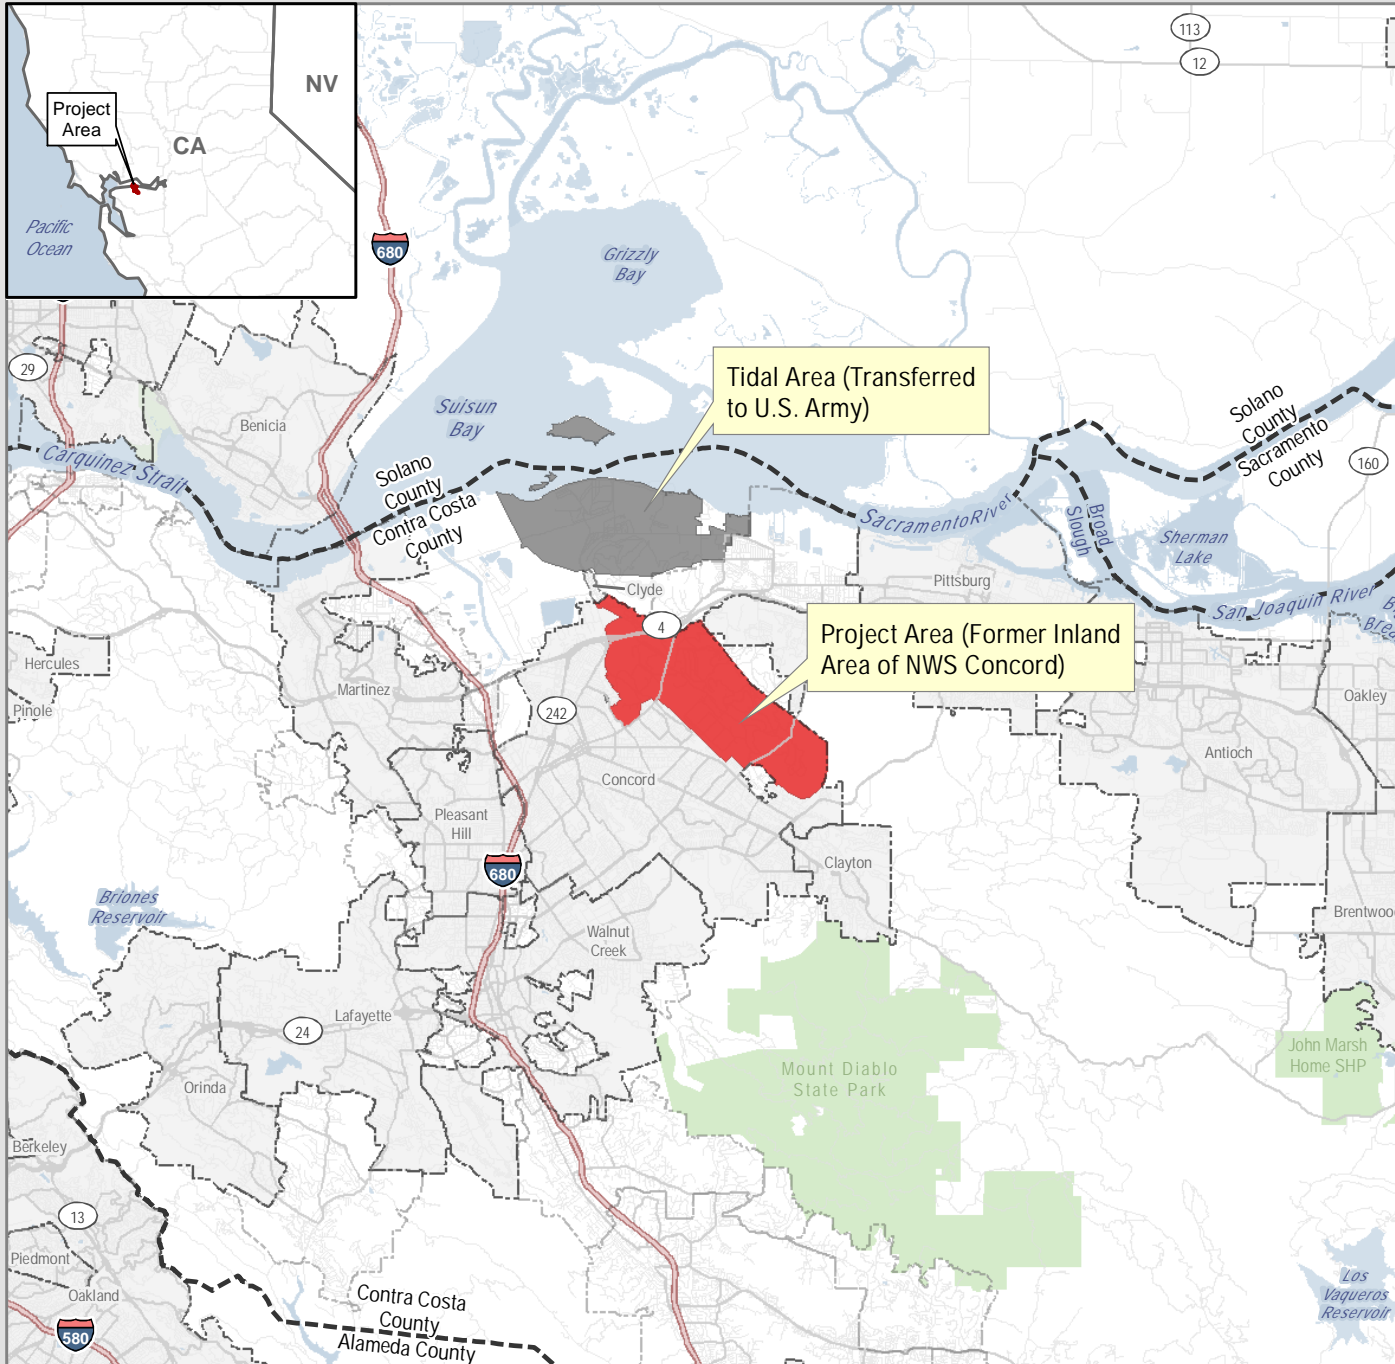 NV
CA
Project
Area
Pacific
Ocean
113
12
680
Grizzly
Bay
29
Benicia
Suisun
Bay
Tidal Area (Transferred
to U.S. Army)
Solano
County
Sacramento
County
160
Carquinez Strait
Solano
County
Contra Costa
County
Sacramento River
Broad
Slough
Sherman
Lake
San Joaquin River
Pittsburg
Clyde
4
Project Area (Former Inland
Area of NWS Concord)
Hercules
Pinole
Martinez
242
Oakley
Antioch
Concord
Pleasant
Hill
680
Clayton
Briones
Reservoir
Walnut
Creek
Brentwoo
Lafayette
24
Orinda
Mount Diablo
State Park
John Marsh
Home SHP
Berkeley
13
Piedmont
Oakland
580
Contra Costa
County
Alameda County
Los
Vaqueros
Reservoir